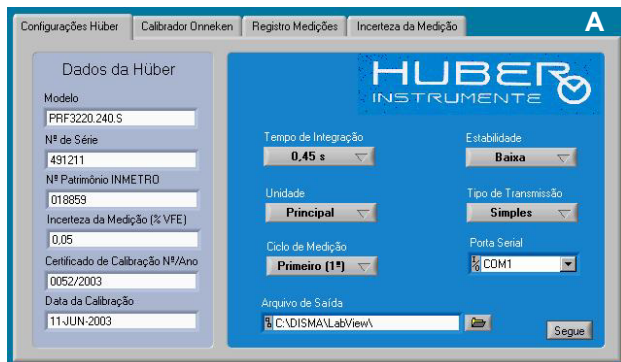 Configurações Hüber
Calibrador Onneken
Registro Medições
Incerteza da Medição
A
Dados da Hüber
Modelo
PRF3220.240.S
Nº de Série
491211
Nº Patrimônio INMETRO
018859
Incerteza da Medição (% VFE)
0,05
Certificado de Calibração Nº/Ano
0052/2003
Data da Calibração
11-JUN-2003
HUBER
INSTRUMENTE
Tempo de Integração
0,45 s
Estabilidade
Baixa
Unidade
Principal
Tipo de Transmissão
Simples
Ciclo de Medição
Primeiro (1ª)
Porta Serial
COM1
Arquivo de Saída
C:\DISMA\LabView\
Segue